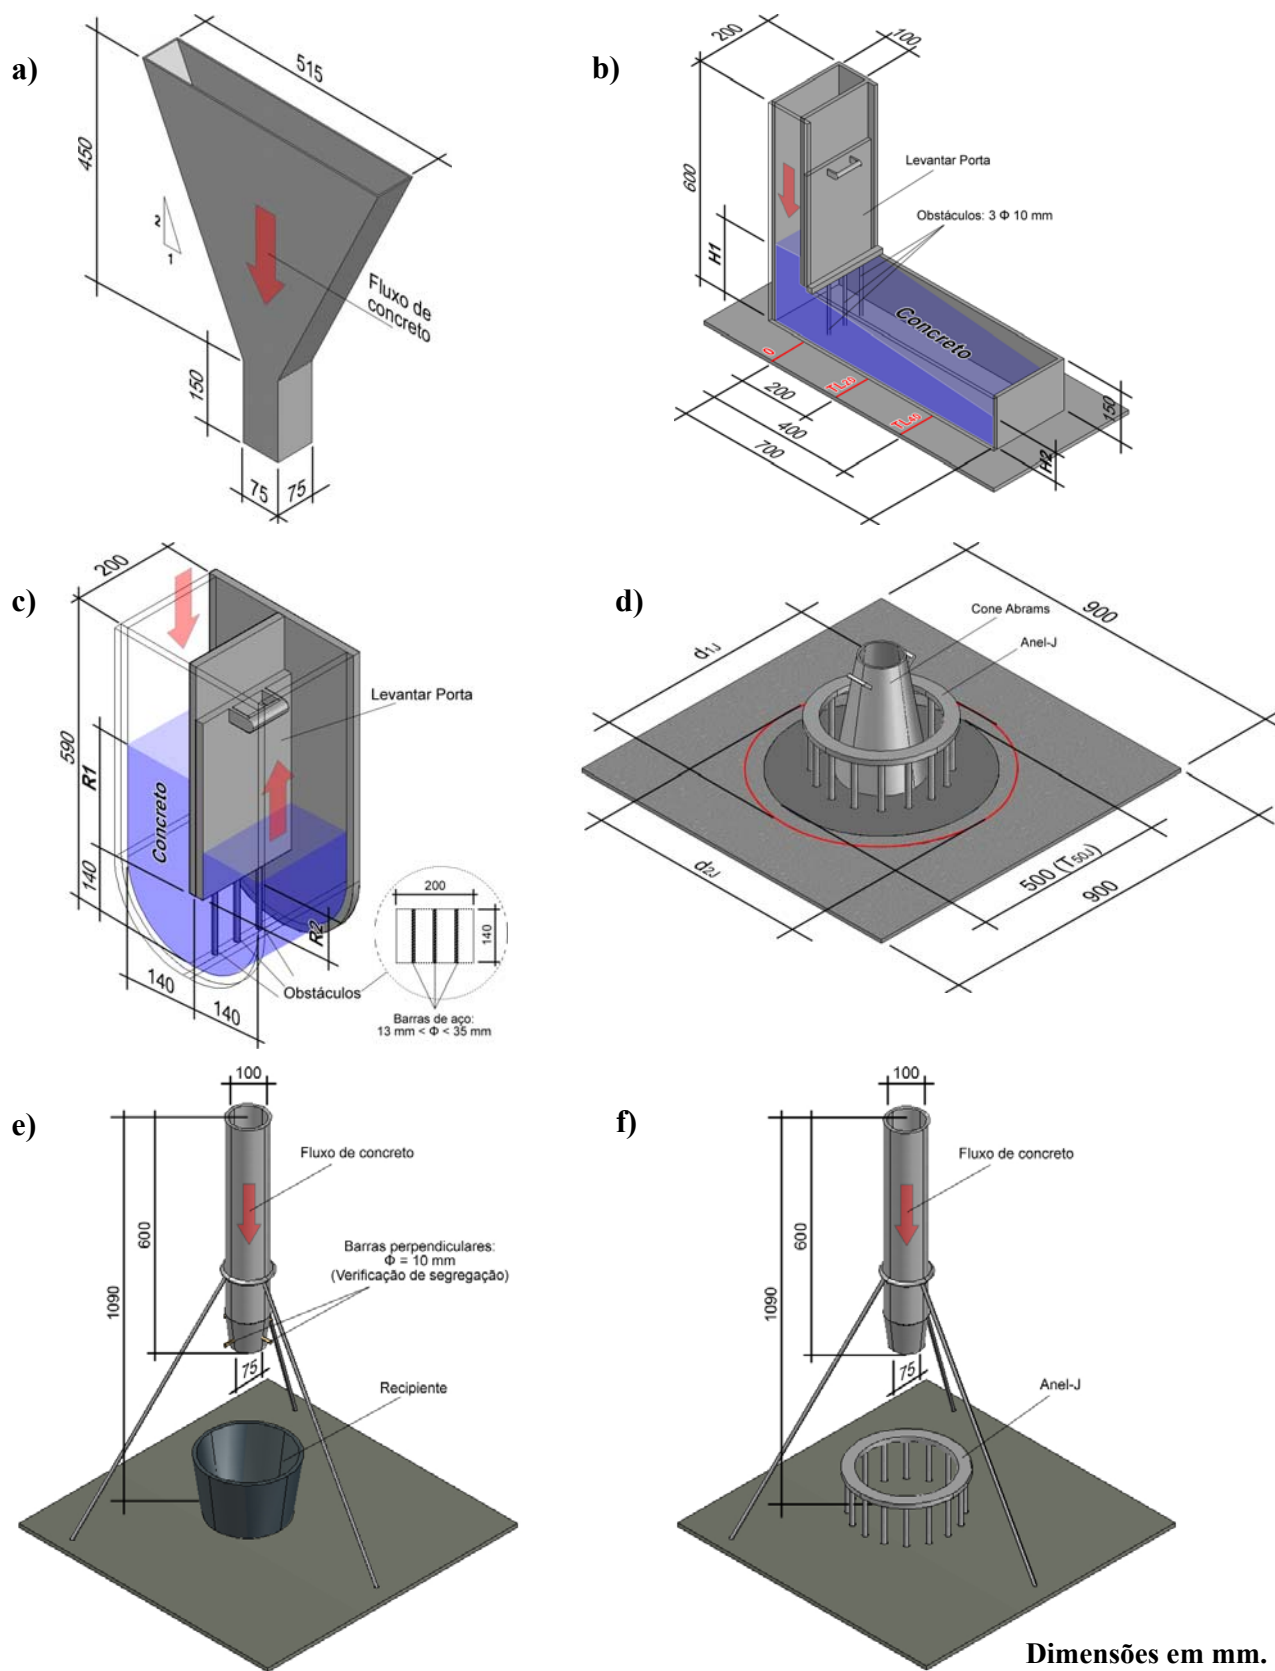 a)
515
450
2
1
Fluxo de
concreto
150
75
75
b)
200
100
600
Levantar Porta
Obstáculos: 3 Φ 10 mm
H1
Concreto
0
TL20
TL40
200
400
700
150
H2
c)
200
590
Levantar Porta
R1
Concreto
140
R2
140
140
Obstáculos
200
140
Barras de aço:
13 mm < Φ < 35 mm
d)
900
Cone Abrams
Anel-J
d1J
d2J
500 (T50J)
900
e)
100
Fluxo de concreto
600
1090
Barras perpendiculares:
Φ = 10 mm
(Verificação de segregação)
75
Recipiente
f)
100
Fluxo de concreto
600
1090
75
Anel-J
Dimensões em mm.